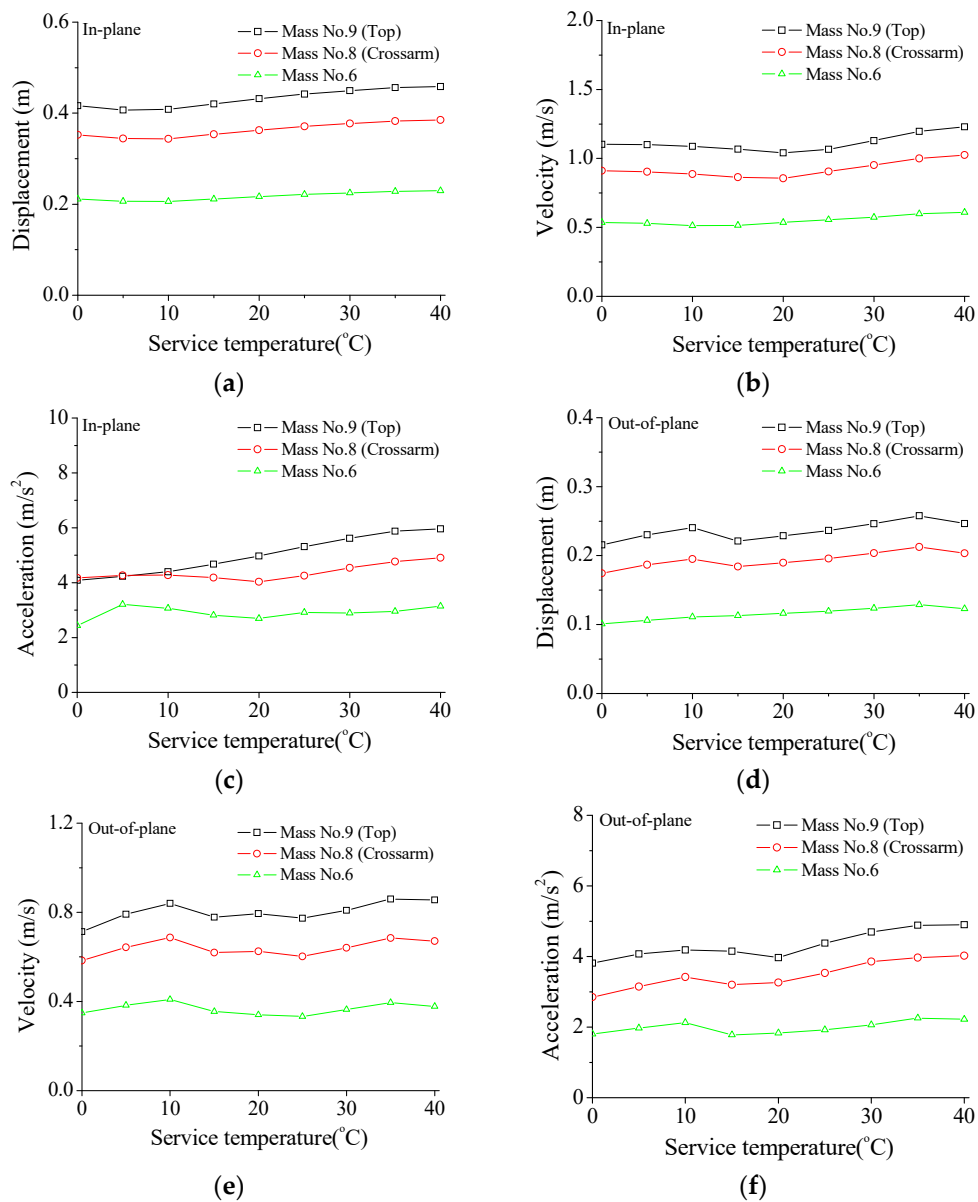 In-plane
Mass No.9 (Top)
Mass No.8 (Crossarm)
Mass No.6
0.6
0.4
0.2
0.0
Displacement (m)
0 10 20 30 40
Service temperature(°C)
(a)
In-plane
Mass No.9 (Top)
Mass No.8 (Crossarm)
Mass No.6
2.0
1.5
1.0
0.5
0.0
Velocity (m/s)
0 10 20 30 40
Service temperature(°C)
(b)
In-plane
Mass No.9 (Top)
Mass No.8 (Crossarm)
Mass No.6
10
8
6
4
2
0
Acceleration (m/s²)
0 10 20 30 40
Service temperature(°C)
(c)
Out-of-plane
Mass No.9 (Top)
Mass No.8 (Crossarm)
Mass No.6
0.4
0.3
0.2
0.1
0.0
Displacement (m)
0 10 20 30 40
Service temperature(°C)
(d)
Out-of-plane
Mass No.9 (Top)
Mass No.8 (Crossarm)
Mass No.6
1.2
0.8
0.4
0.0
Velocity (m/s)
0 10 20 30 40
Service temperature(°C)
(e)
Out-of-plane
Mass No.9 (Top)
Mass No.8 (Crossarm)
Mass No.6
8
6
4
2
0
Acceleration (m/s²)
0 10 20 30 40
Service temperature(°C)
(f)